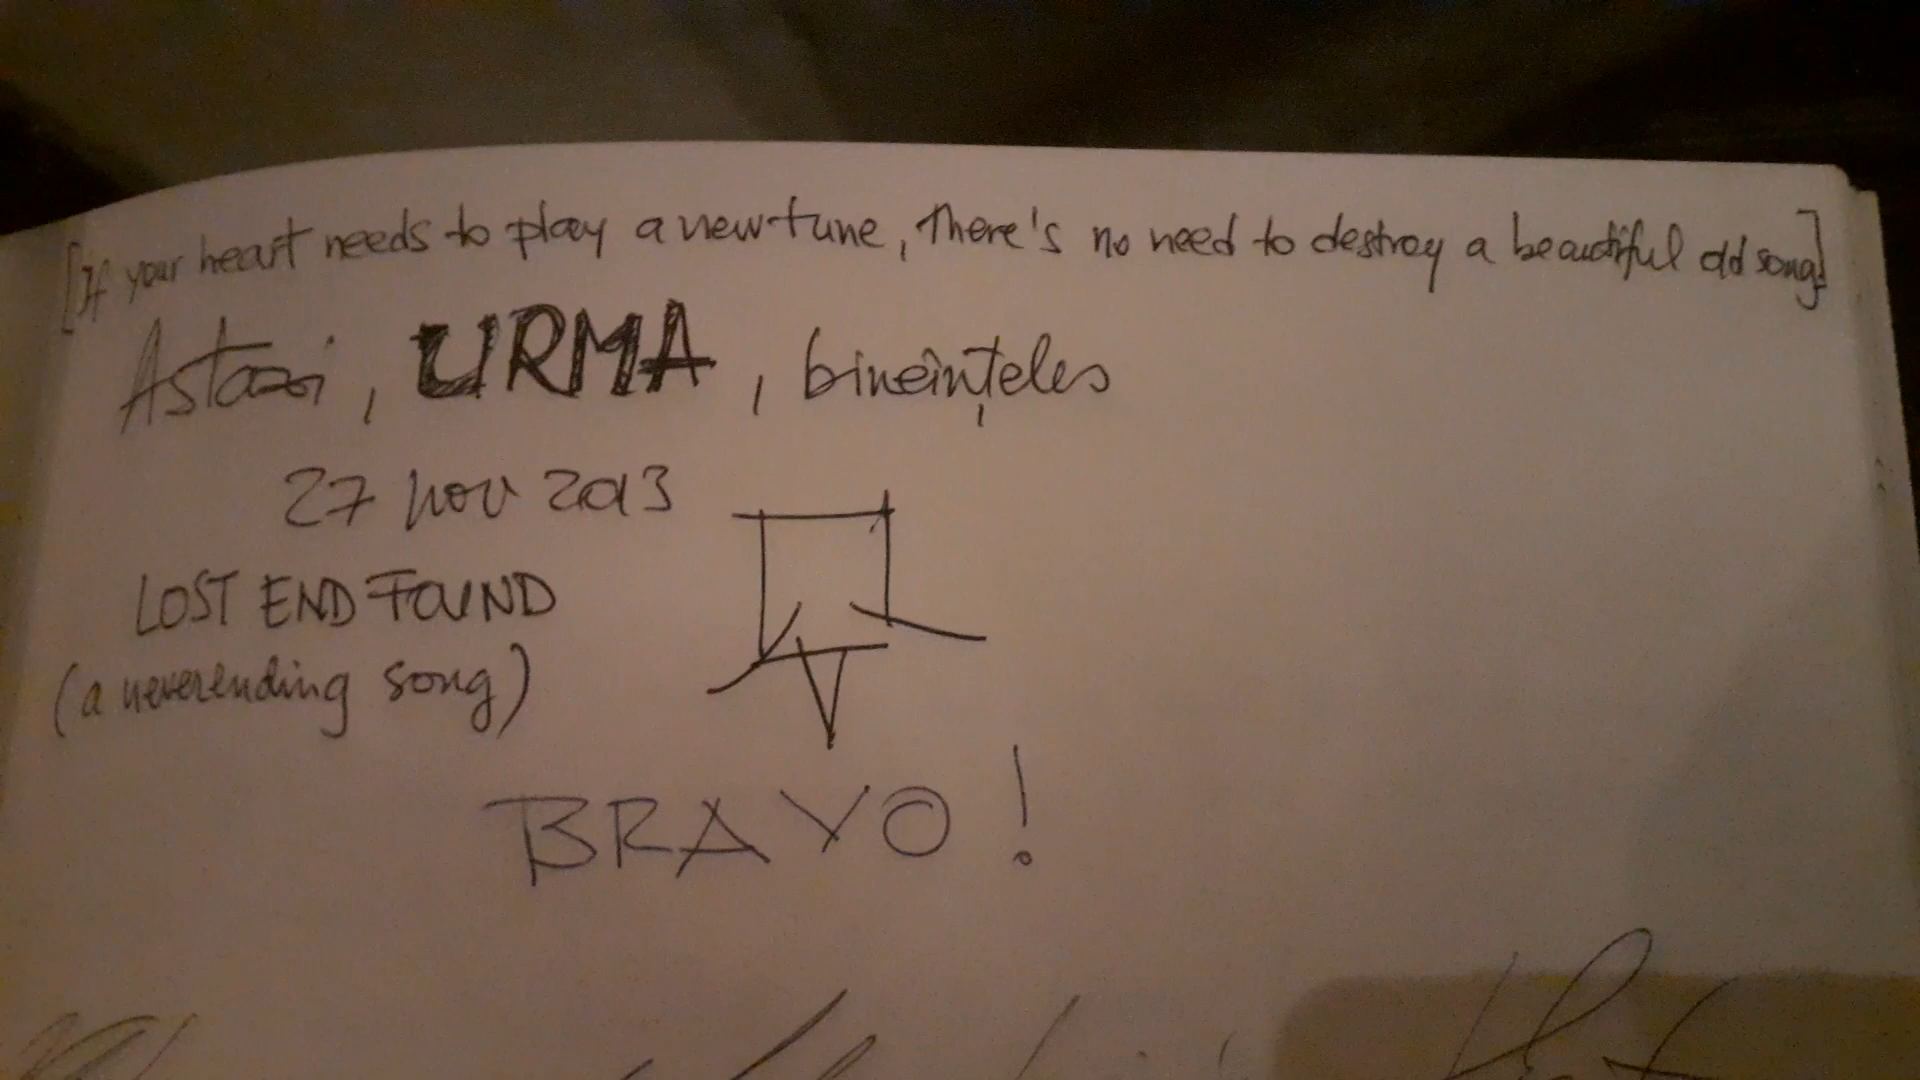 [If your heart needs to play a new tune, there's no need to destroy a beautiful old song]
Astazi, URMA, bineînțeles
27 nov 2013
LOST END FOUND
(a neverending song)
BRAVO!